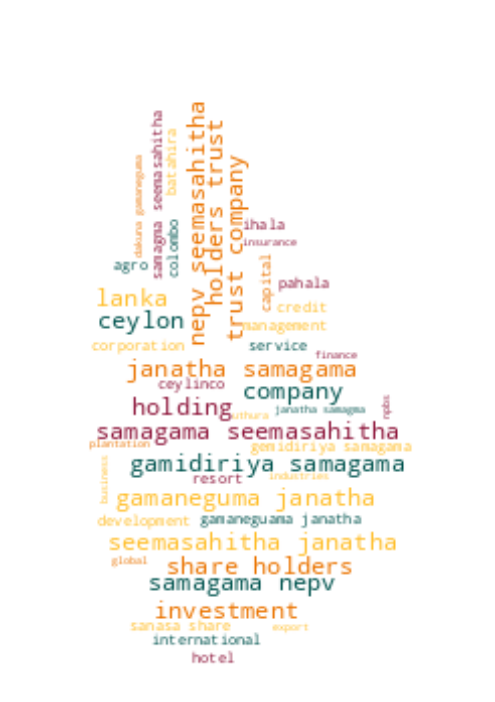 nepv seemasahitha
holders trust
trust company
samagma seemasahitha
batahira
dakuna gamaneguma
colombo
ihala
insurance
agro
capital
pahala
lanka
credit
ceylon
management
corporation
service
finance
janatha samagama
ceylinco
company
holding
janatha samagma
npbs
uthura
samagama seemasahitha
plantation
gemidiriya samagama
gamidiriya samagama
business
resort
industries
gamaneguma janatha
development
gamaneguama janatha
seemasahitha janatha
global
share holders
samagama nepv
investment
sanasa share
export
international
hotel